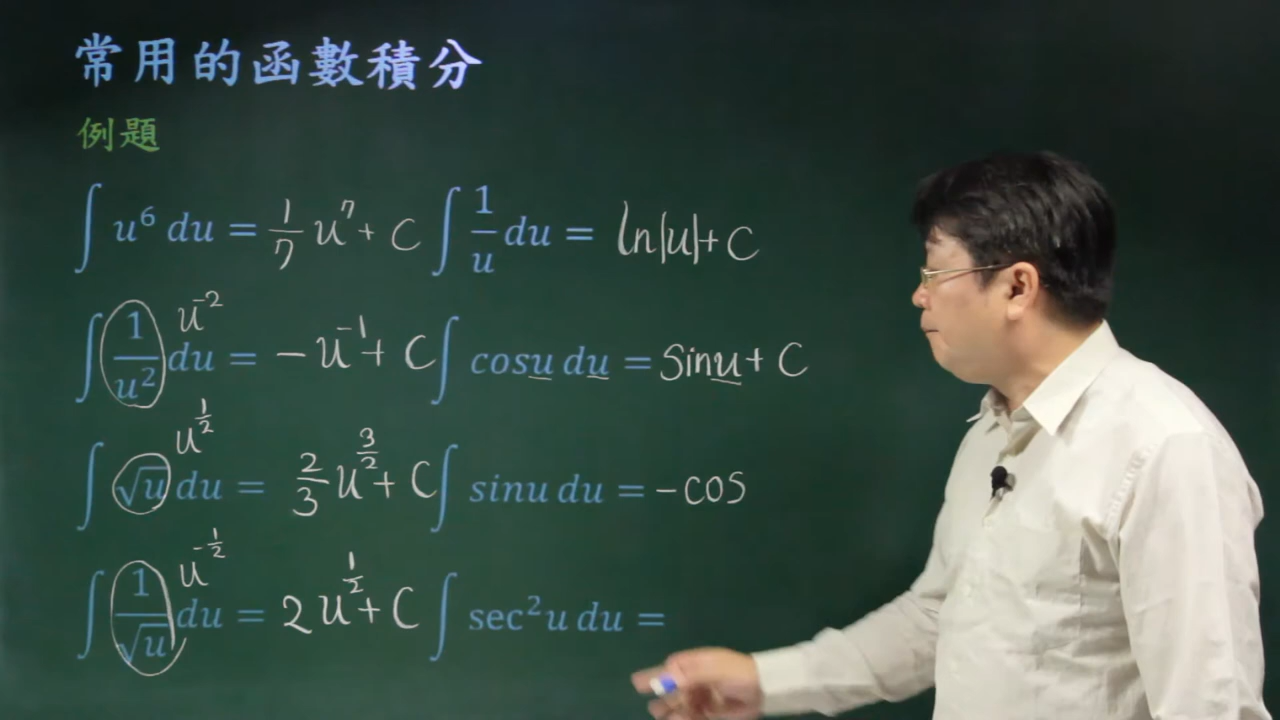 常用的函數積分
例題
∫ u⁶ du = 1/7 u⁷ + C ∫ 1/u du = ln|u| + C
∫ 1/u² du = -u⁻¹ + C ∫ cosu du = sinu + C
u⁻²
∫ √u du = 2/3 u^(3/2) + C ∫ sinu du = -cos
u^(1/2)
∫ 1/√u du = 2u^(1/2) + C ∫ sec²u du =
u^(-1/2)